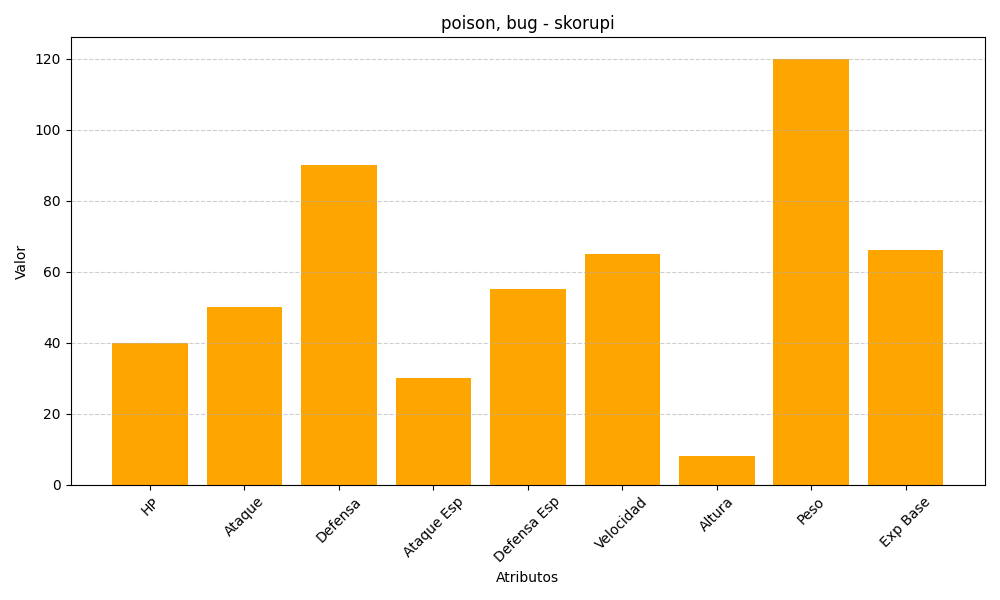 poison, bug - skorupi
Valor
120
100
80
60
40
20
0
HP
Ataque
Defensa
Ataque Esp
Defensa Esp
Velocidad
Altura
Peso
Exp Base
Atributos